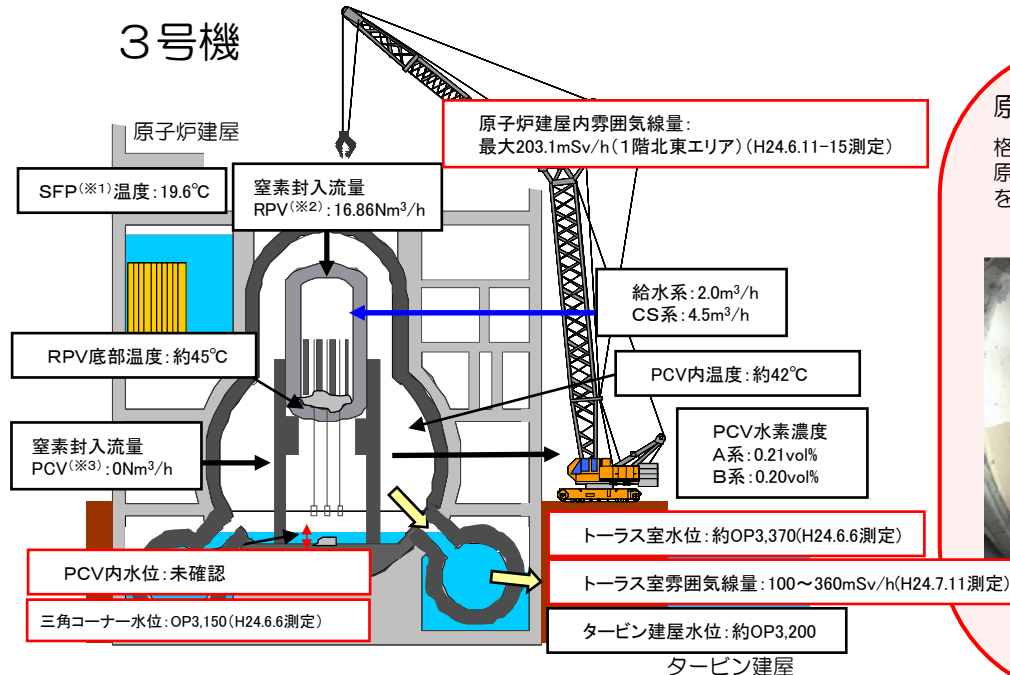 3号機
原子炉建屋
原子炉建屋内雰囲気線量:
最大203.1mSv/h(1階北東エリア)(H24.6.11-15測定)
SFP(※1)温度:19.6℃
窒素封入流量
RPV(※2):16.86Nm³/h
給水系:2.0m³/h
CS系:4.5m³/h
RPV底部温度:約45℃
PCV内温度:約42℃
窒素封入流量
PCV(※3):0Nm³/h
PCV水素濃度
A系:0.21vol%
B系:0.20vol%
トーラス室水位:約OP3,370(H24.6.6測定)
PCV内水位:未確認
トーラス室雰囲気線量:100~360mSv/h(H24.7.11測定)
三角コーナー水位:OP3,150(H24.6.6測定)
タービン建屋水位:約OP3,200
タービン建屋
原
格
原
を